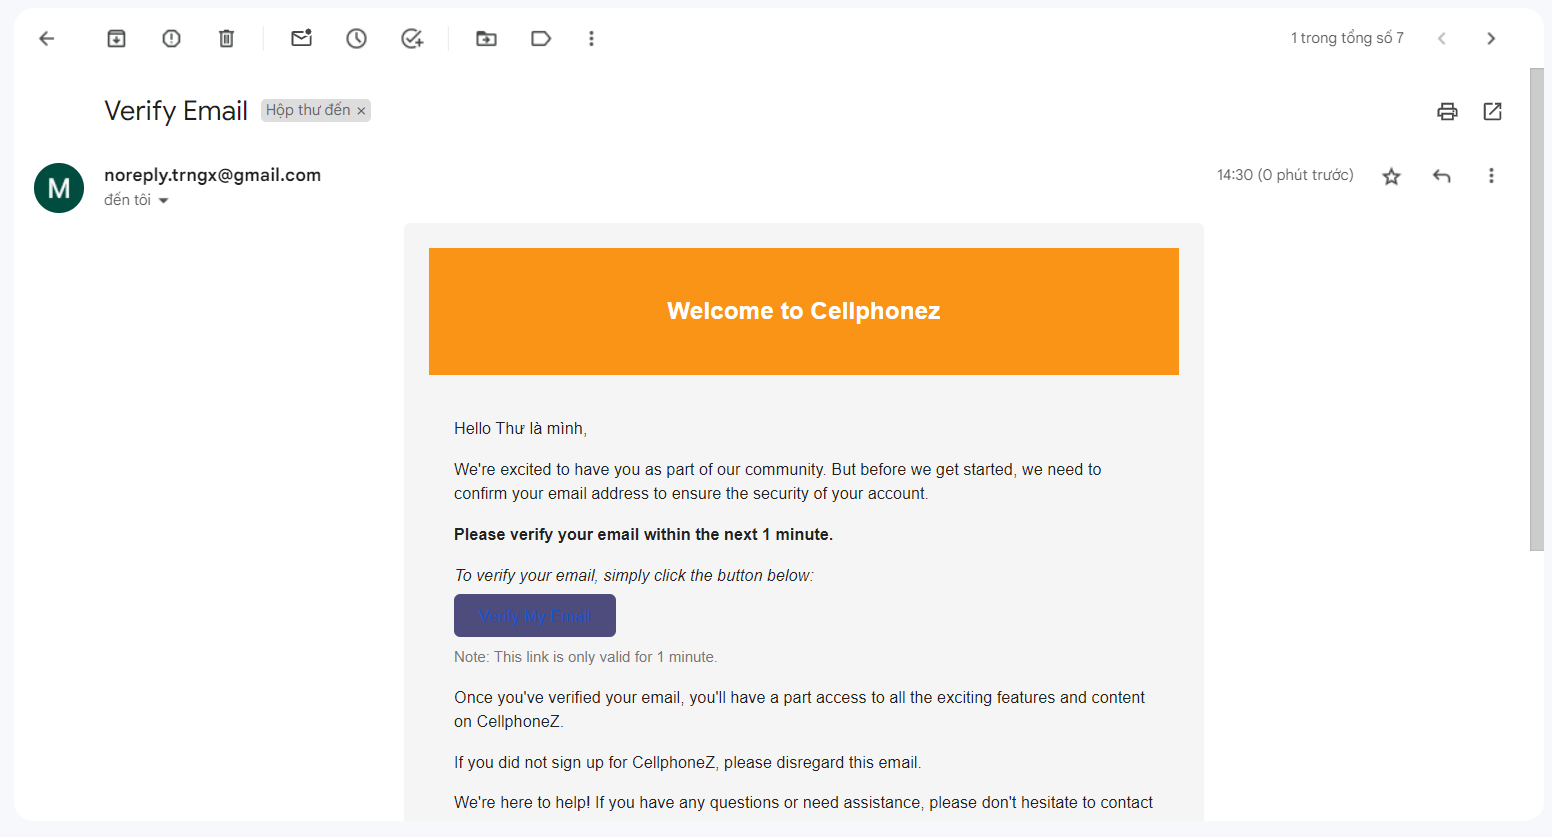 1 trong tổng số 7
Verify Email
Hộp thư đến ×
M
noreply.trngx@gmail.com
14:30 (0 phút trước)
đến tôi
Welcome to Cellphonez
Hello Thư là mình,
We're excited to have you as part of our community. But before we get started, we need to
confirm your email address to ensure the security of your account.
Please verify your email within the next 1 minute.
To verify your email, simply click the button below:
Verify My Email
Note: This link is only valid for 1 minute.
Once you've verified your email, you'll have a part access to all the exciting features and content
on CellphoneZ.
If you did not sign up for CellphoneZ, please disregard this email.
We're here to help! If you have any questions or need assistance, please don't hesitate to contact